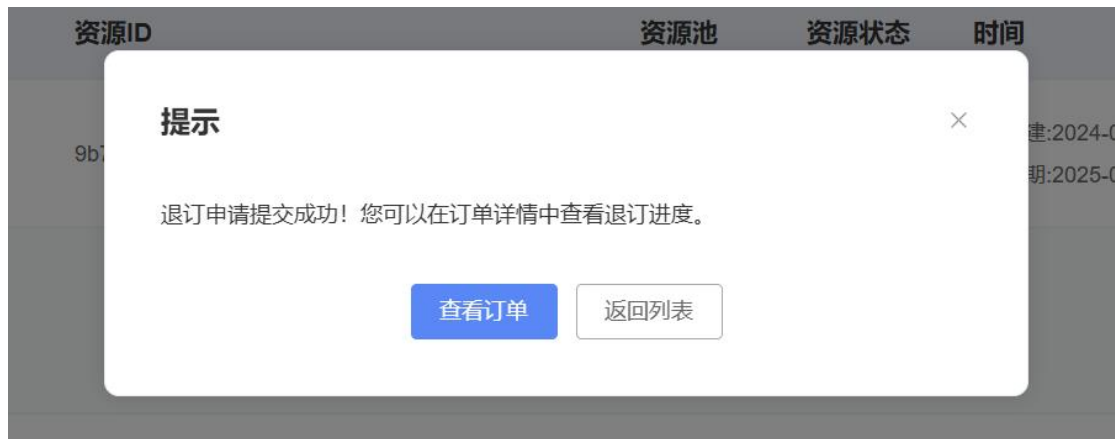 资源ID 资源池 资源状态 时间
提示
建:2024-0
9b7
期:2025-0
退订申请提交成功！您可以在订单详情中查看退订进度。
查看订单 返回列表